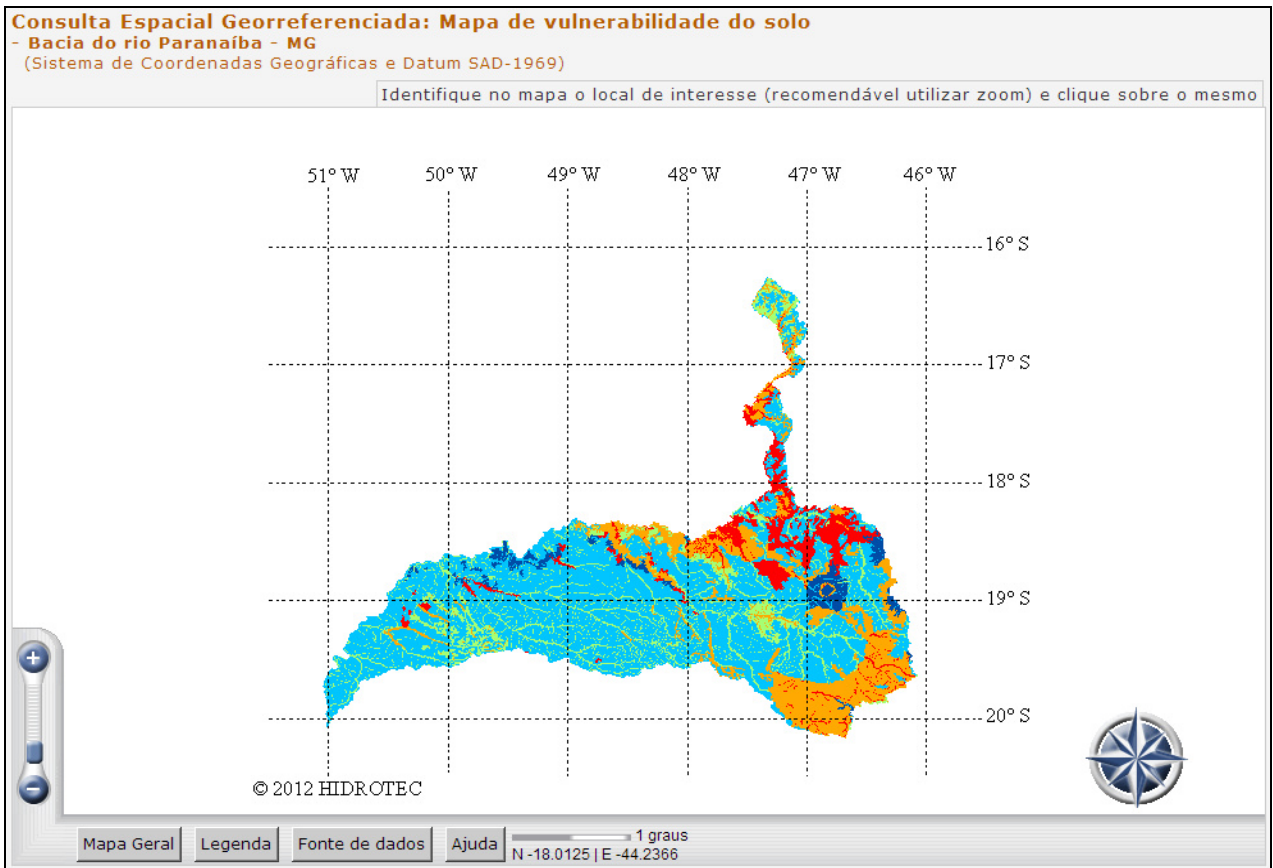 Consulta Espacial Georreferenciada: Mapa de vulnerabilidade do solo
- Bacia do rio Paranaíba - MG
(Sistema de Coordenadas Geográficas e Datum SAD-1969)
Identifique no mapa o local de interesse (recomendável utilizar zoom) e clique sobre o mesmo
51° W 50° W 49° W 48° W 47° W 46° W
16° S
17° S
18° S
19° S
20° S
© 2012 HIDROTEC
Mapa Geral Legenda Fonte de dados Ajuda 1 graus
N -18.0125 | E -44.2366